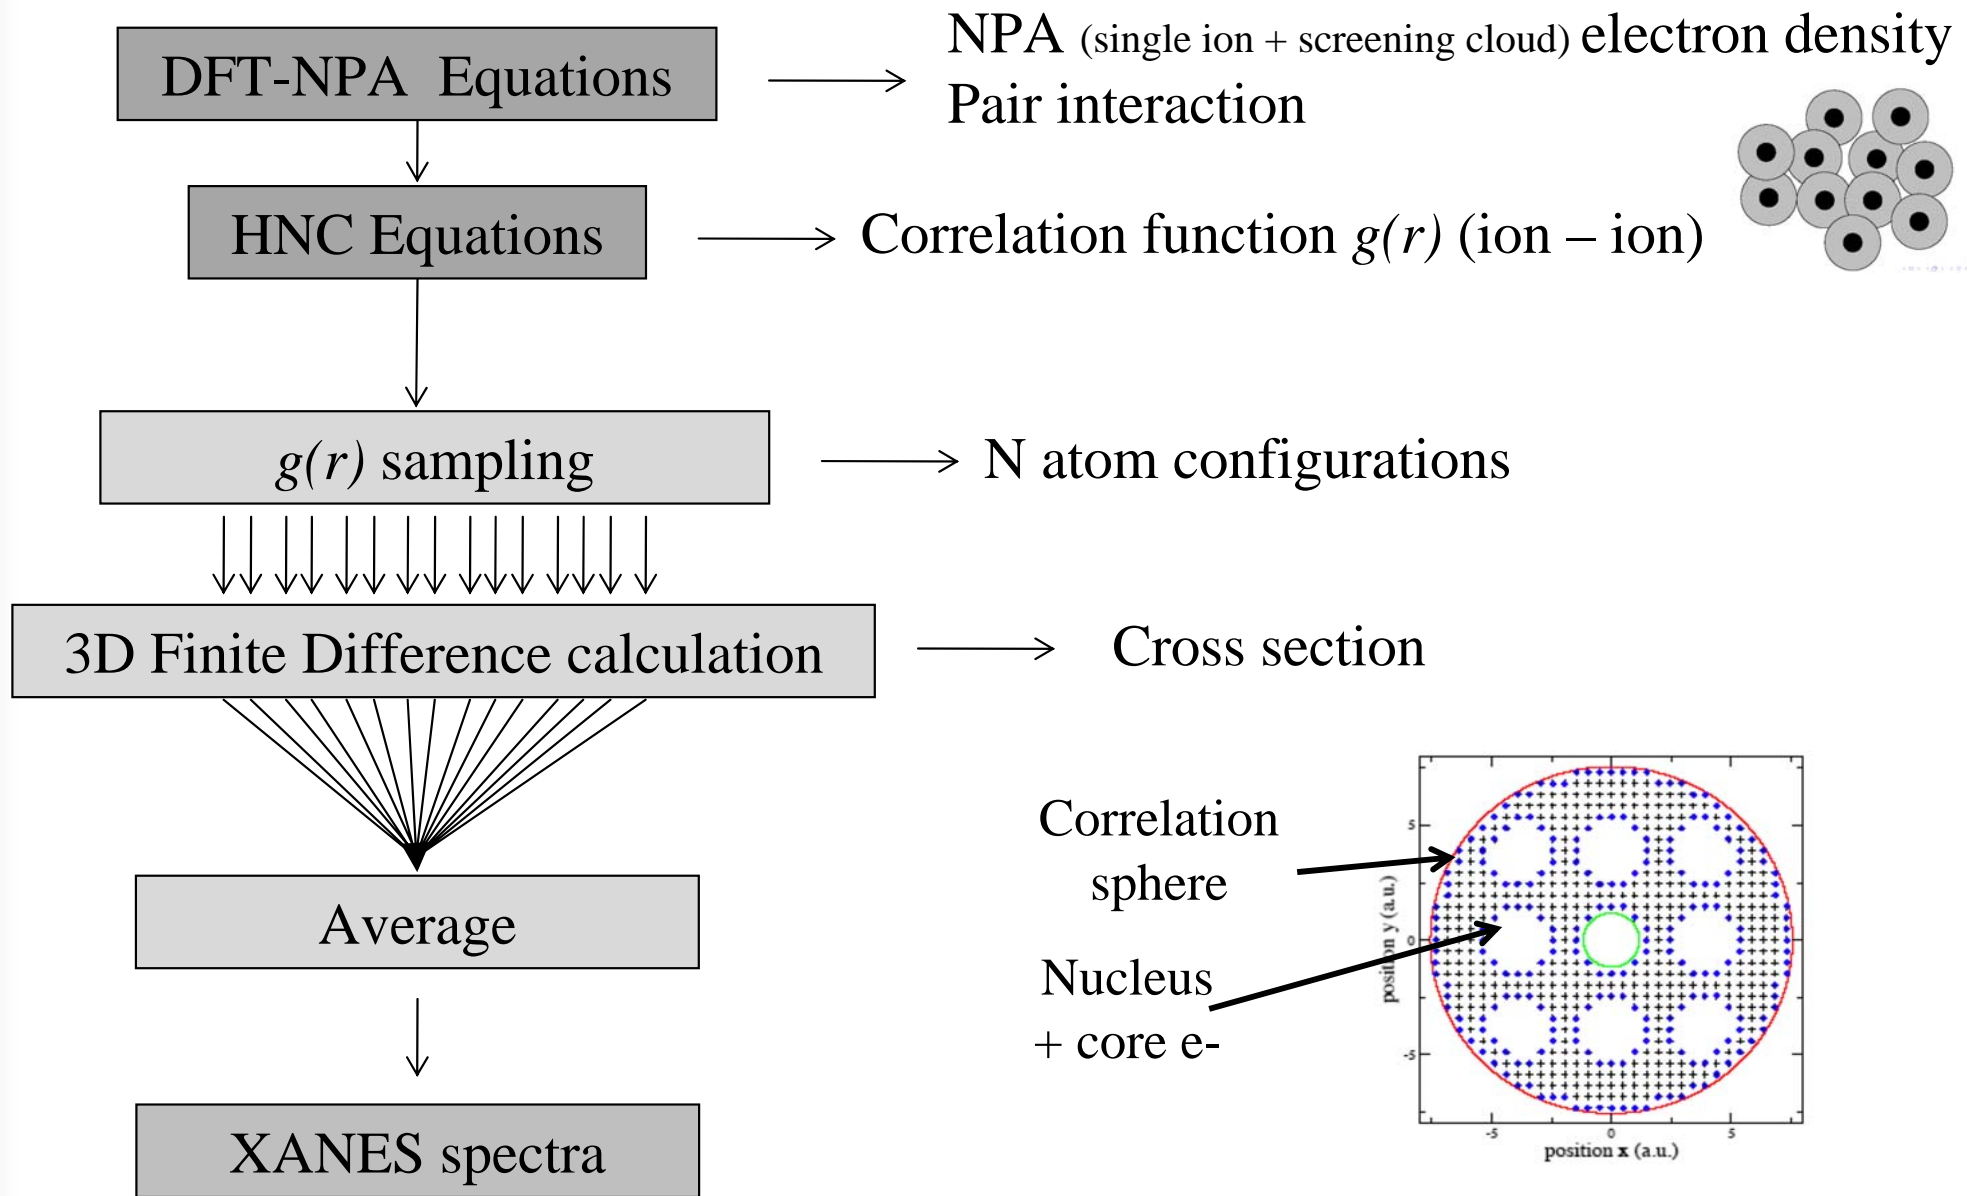 DFT-NPA Equations
NPA (single ion + screening cloud) electron density
Pair interaction
HNC Equations
Correlation function g(r) (ion – ion)
g(r) sampling
N atom configurations
3D Finite Difference calculation
Cross section
Average
XANES spectra
Correlation
sphere
Nucleus
+ core e-
position y (a.u.)
5
0
-5
-5
0
5
position x (a.u.)